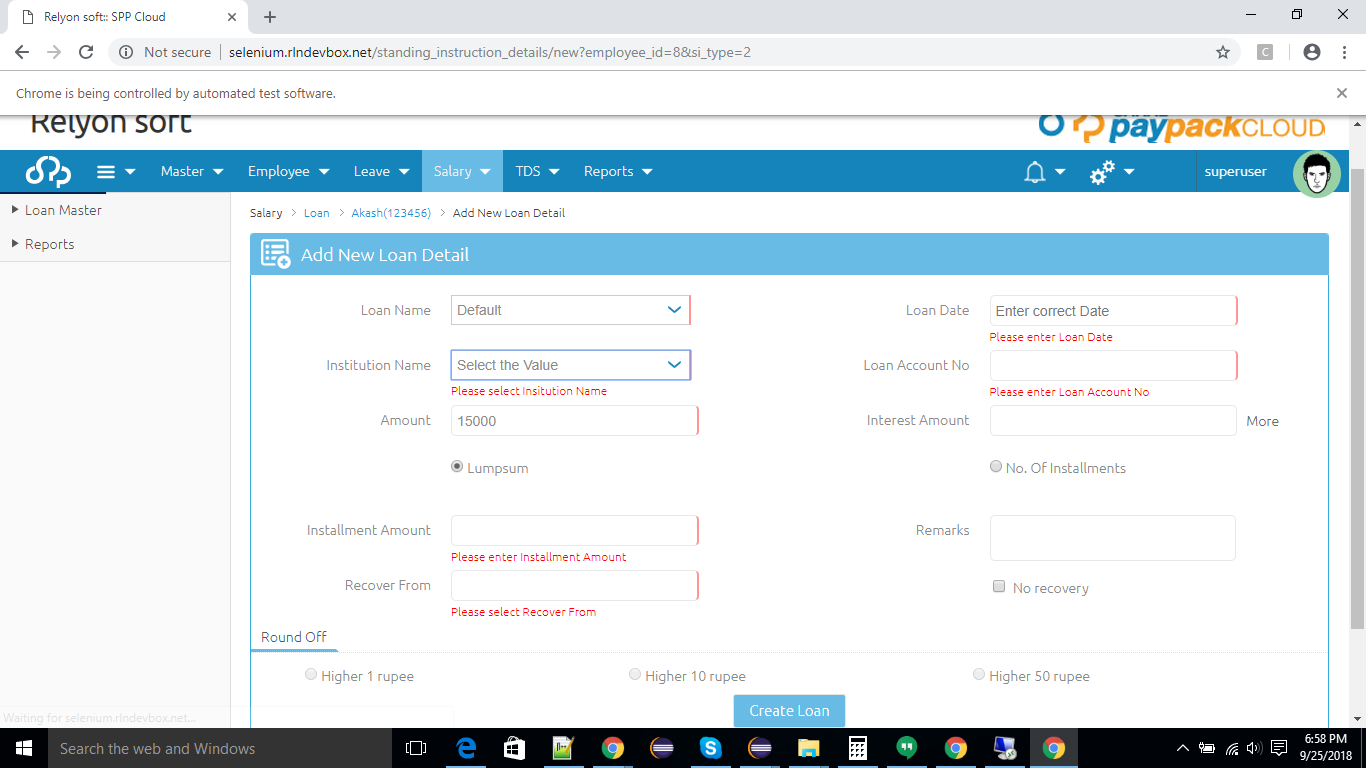 Relyon soft:: SPP Cloud
Not secure selenium.rlndevbox.net/standing_instruction_details/new?employee_id=8&si_type=2
C
Chrome is being controlled by automated test software.
Relyon soft
paypackCLOUD
Master Employee Leave Salary TDS Reports superuser
Loan Master
Reports
Salary > Loan > Akash(123456) > Add New Loan Detail
Add New Loan Detail
Loan Name Default Loan Date Enter correct Date
Please enter Loan Date
Institution Name Select the Value Loan Account No
Please select Insitution Name Please enter Loan Account No
Amount 15000 Interest Amount More
Lumpsum No. Of Installments
Installment Amount Remarks
Please enter Installment Amount
Recover From No recovery
Please select Recover From
Round Off
Higher 1 rupee Higher 10 rupee Higher 50 rupee
Create Loan
Waiting for selenium.rlndevbox.net...
Search the web and Windows
6:58 PM
9/25/2018